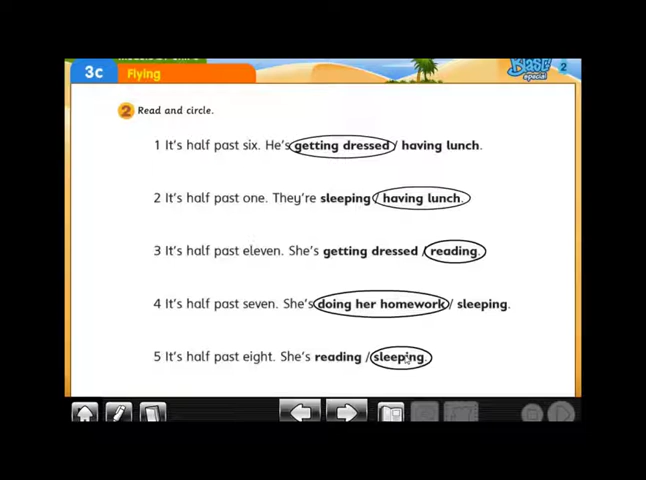 3c
Flying
Blast
special
2
2 Read and circle.
1 It's half past six. He's getting dressed / having lunch.
2 It's half past one. They're sleeping / having lunch.
3 It's half past eleven. She's getting dressed / reading.
4 It's half past seven. She's doing her homework / sleeping.
5 It's half past eight. She's reading / sleeping.